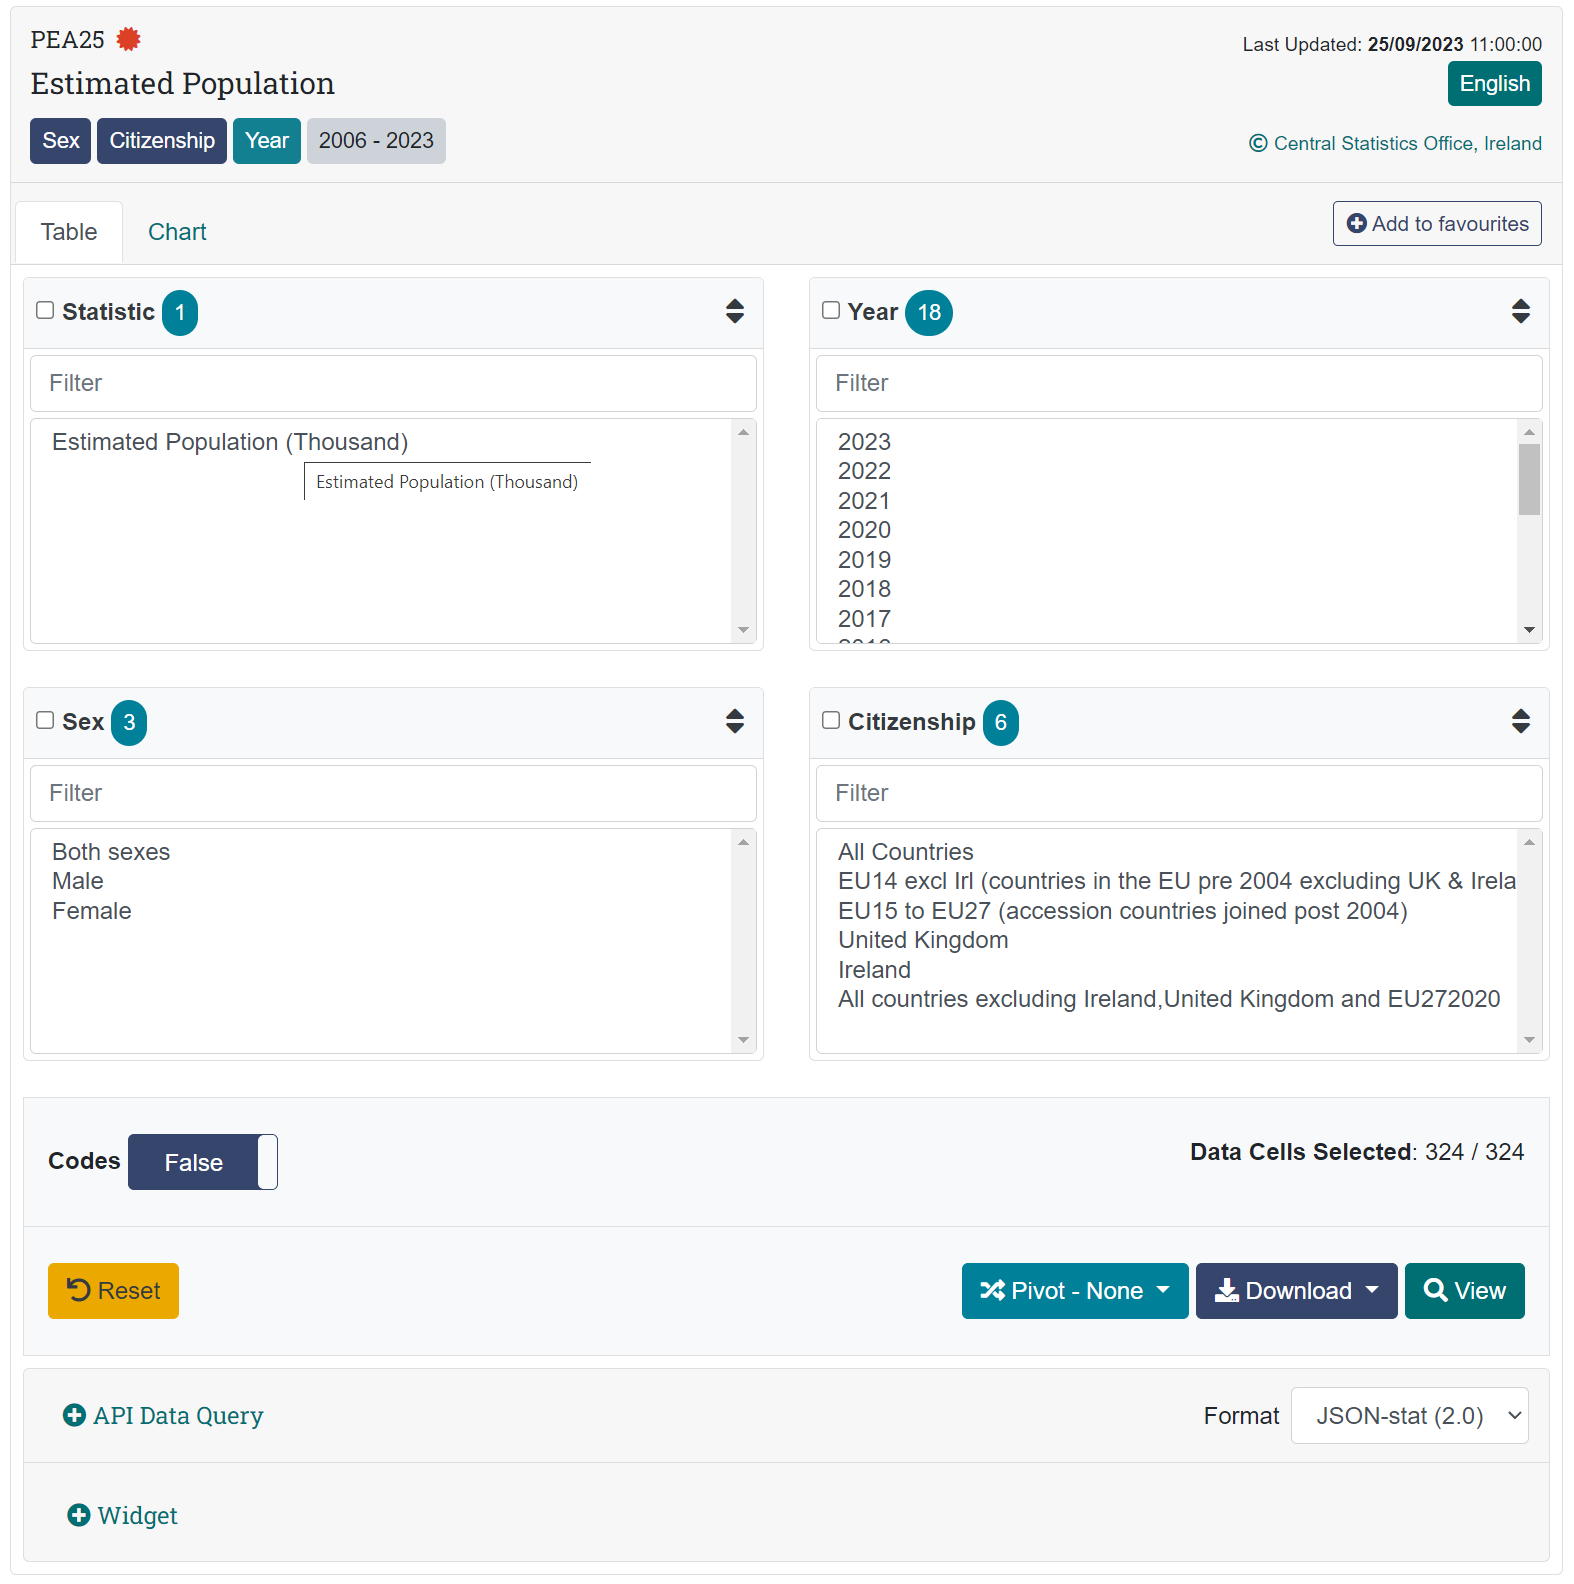 PEA25
Last Updated: 25/09/2023 11:00:00
Estimated Population
English
Sex Citizenship Year 2006 - 2023
© Central Statistics Office, Ireland
Table Chart
Add to favourites
Statistic 1
Filter
Estimated Population (Thousand)
Estimated Population (Thousand)
Year 18
Filter
2023
2022
2021
2020
2019
2018
2017
Sex 3
Filter
Both sexes
Male
Female
Citizenship 6
Filter
All Countries
EU14 excl Irl (countries in the EU pre 2004 excluding UK & Irela
EU15 to EU27 (accession countries joined post 2004)
United Kingdom
Ireland
All countries excluding Ireland,United Kingdom and EU272020
Codes False
Data Cells Selected: 324 / 324
Reset
Pivot - None
Download
View
API Data Query
Format JSON-stat (2.0)
Widget